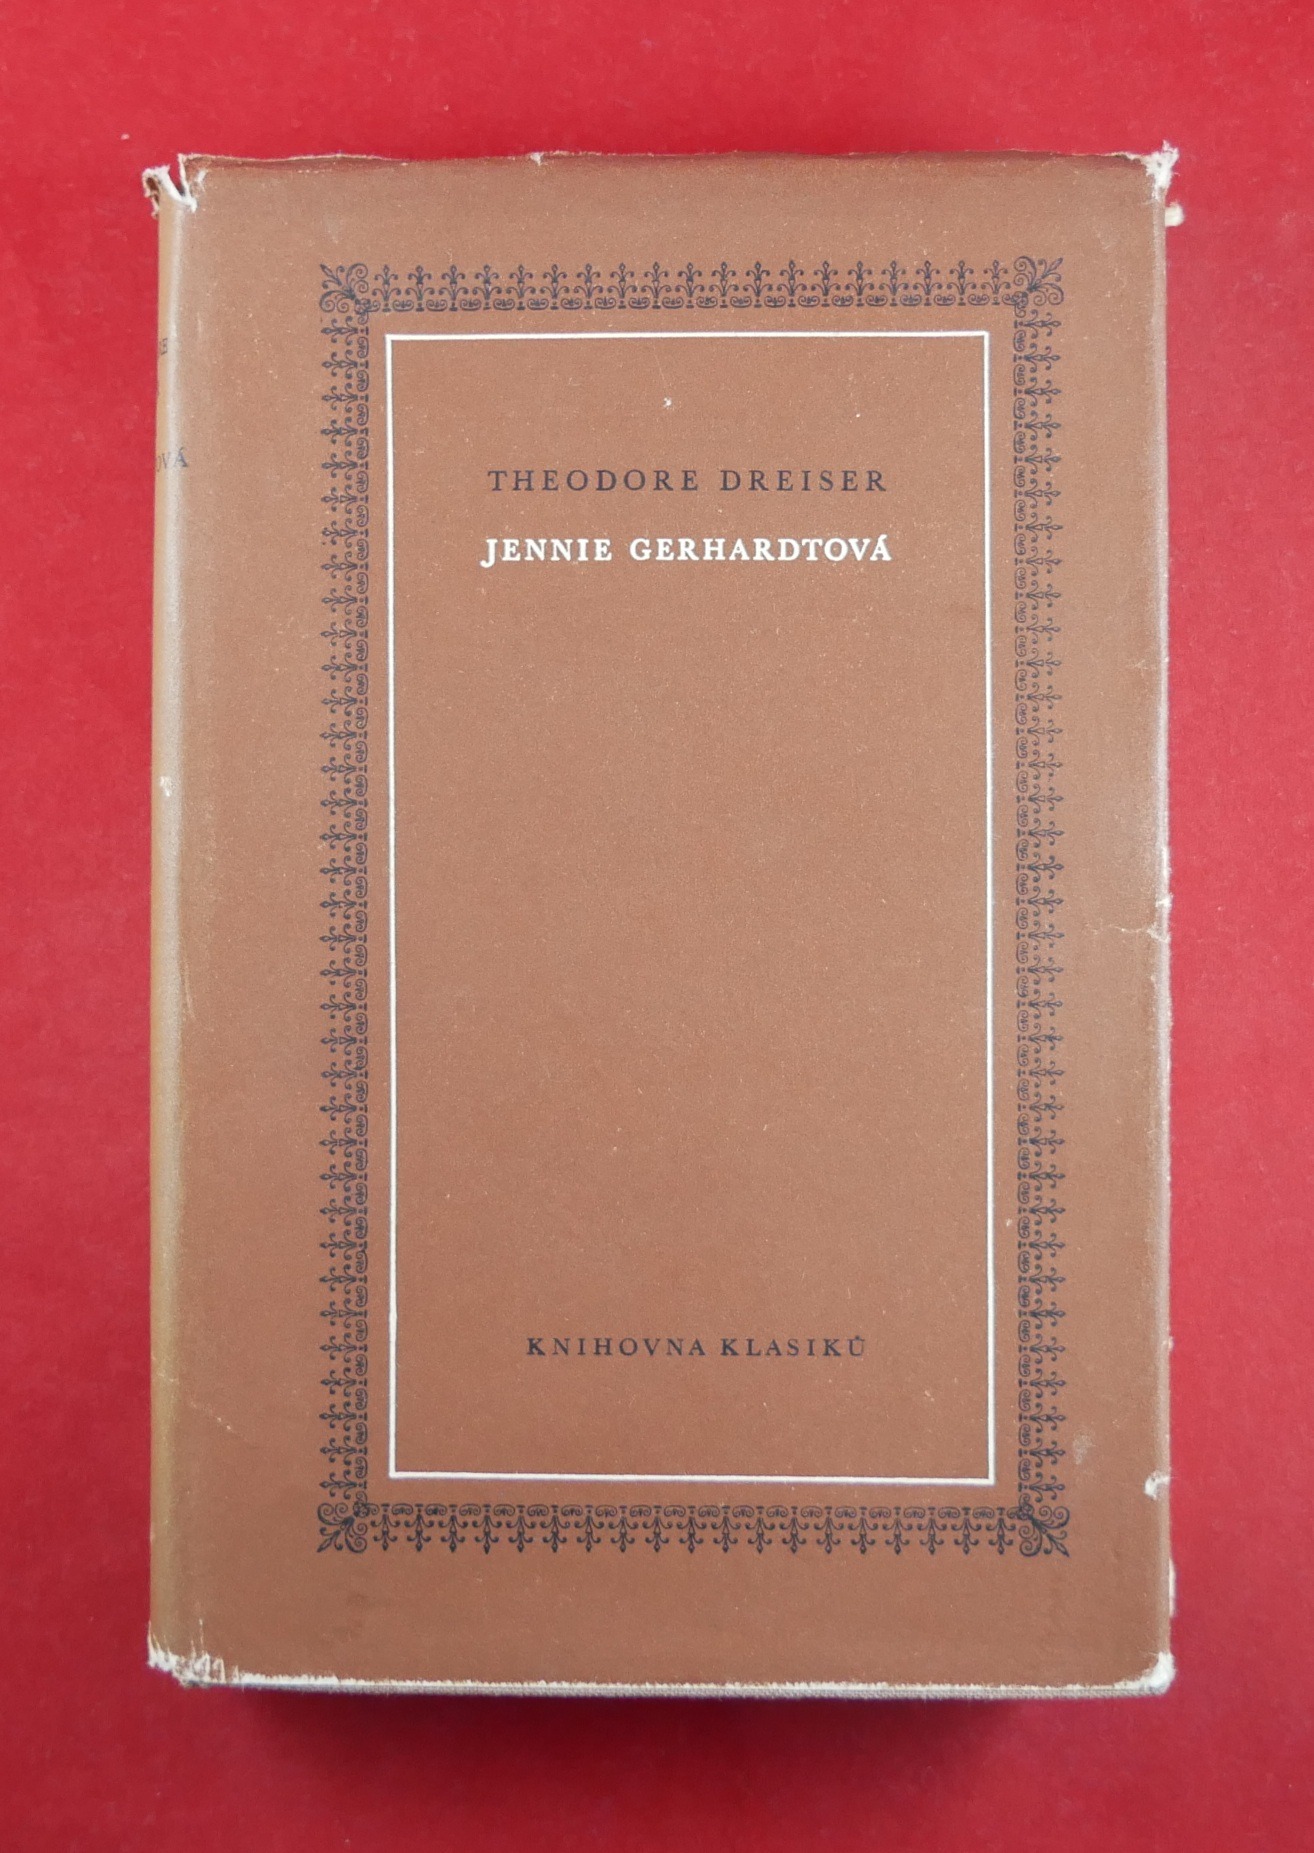 THEODORE DREISER
JENNIE GERHARDTOVÁ
KNIHOVNA KLASIKŮ